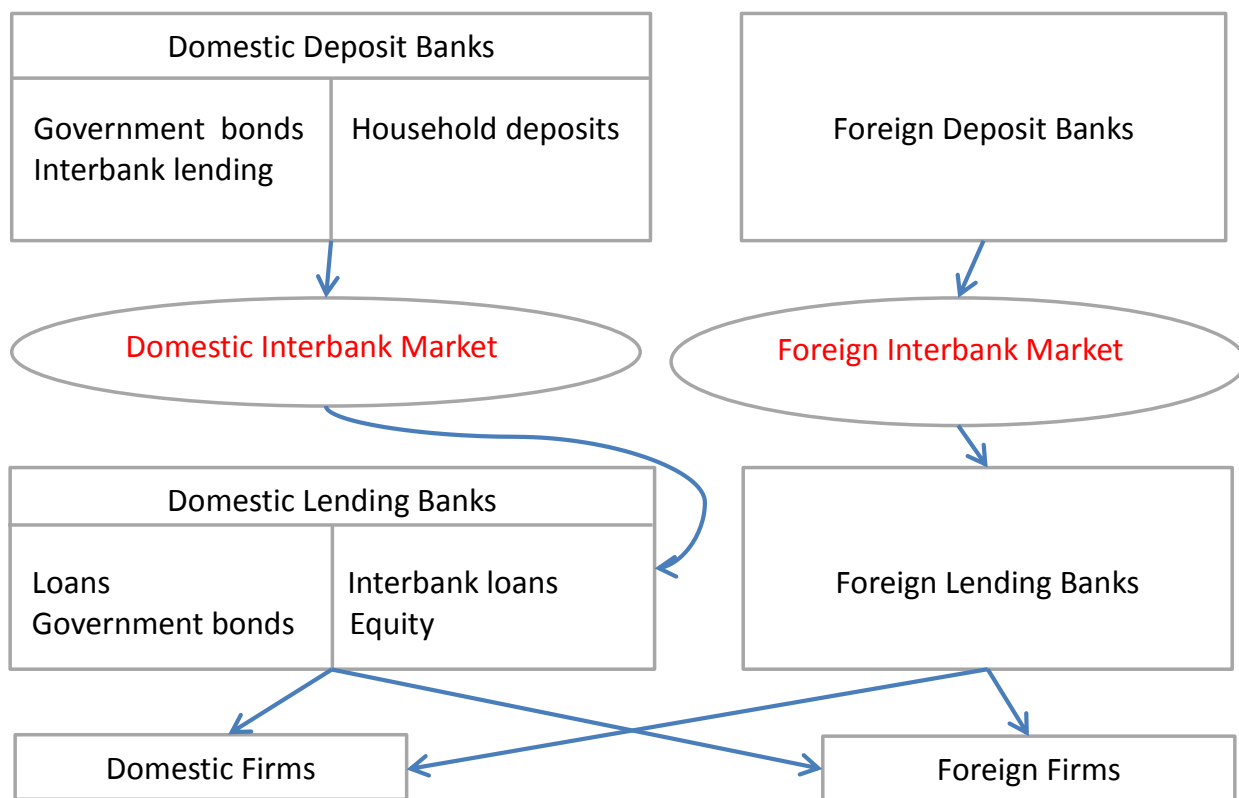 Domestic Deposit Banks
Government bonds
Interbank lending
Household deposits
Foreign Deposit Banks
Domestic Interbank Market
Foreign Interbank Market
Domestic Lending Banks
Loans
Government bonds
Interbank loans
Equity
Foreign Lending Banks
Domestic Firms
Foreign Firms